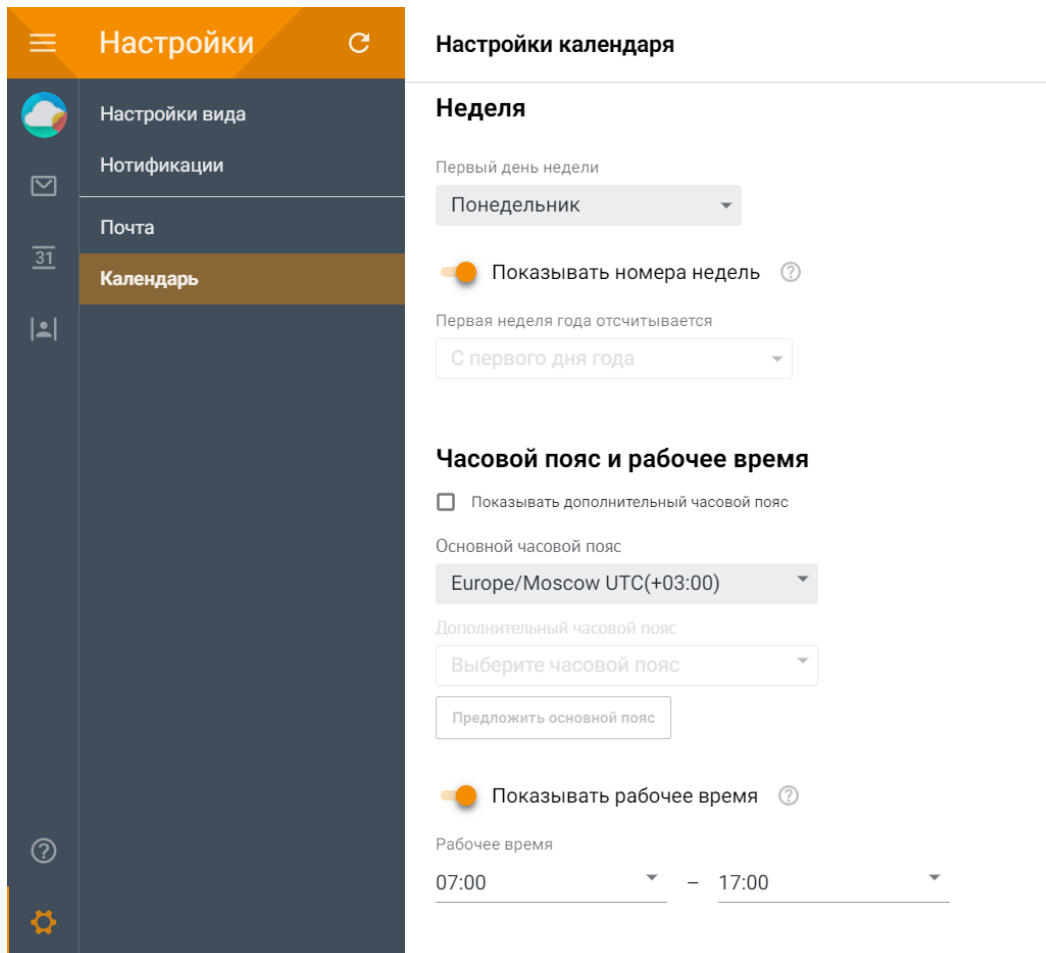 Настройки
Настройки календаря
Настройки вида
Нотификации
Почта
Календарь
31
Неделя
Первый день недели
Понедельник
Показывать номера недель
Первая неделя года отсчитывается
С первого дня года
Часовой пояс и рабочее время
Показывать дополнительный часовой пояс
Основной часовой пояс
Europe/Moscow UTC(+03:00)
Дополнительный часовой пояс
Выберите часовой пояс
Предложить основной пояс
Показывать рабочее время
Рабочее время
07:00 – 17:00